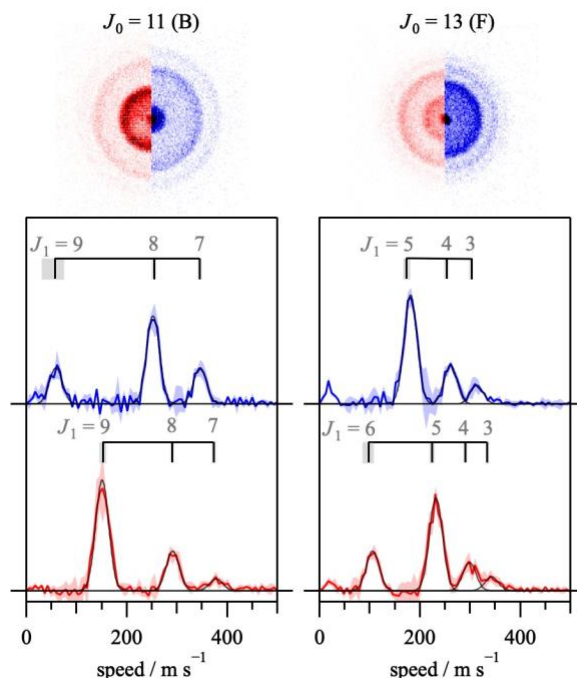 J₀ = 11 (B)
J₀ = 13 (F)
J₁ = 9 8 7
J₁ = 5 4 3
J₁ = 9 8 7
J₁ = 6 5 4 3
0 200 400
0 200 400
speed / m s⁻¹
speed / m s⁻¹